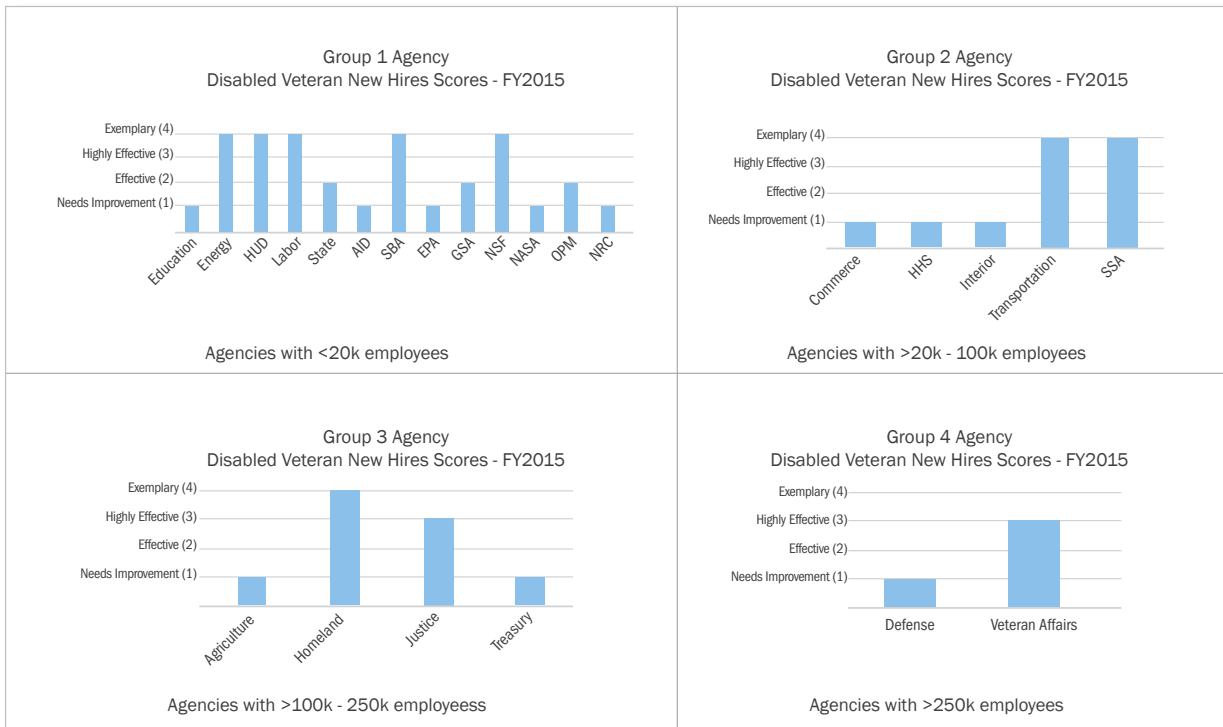 Group 1 Agency
Disabled Veteran New Hires Scores - FY2015
Exemplary (4)
Highly Effective (3)
Effective (2)
Needs Improvement (1)
Education
Energy
HUD
Labor
State
AID
SBA
EPA
GSA
NSF
NASA
OPM
NRC
Agencies with <20k employees
Group 2 Agency
Disabled Veteran New Hires Scores - FY2015
Exemplary (4)
Highly Effective (3)
Effective (2)
Needs Improvement (1)
Commerce
HHS
Interior
Transportation
SSA
Agencies with >20k - 100k employees
Group 3 Agency
Disabled Veteran New Hires Scores - FY2015
Exemplary (4)
Highly Effective (3)
Effective (2)
Needs Improvement (1)
Agriculture
Homeland
Justice
Treasury
Agencies with >100k - 250k employeess
Group 4 Agency
Disabled Veteran New Hires Scores - FY2015
Exemplary (4)
Highly Effective (3)
Effective (2)
Needs Improvement (1)
Defense
Veteran Affairs
Agencies with >250k employees